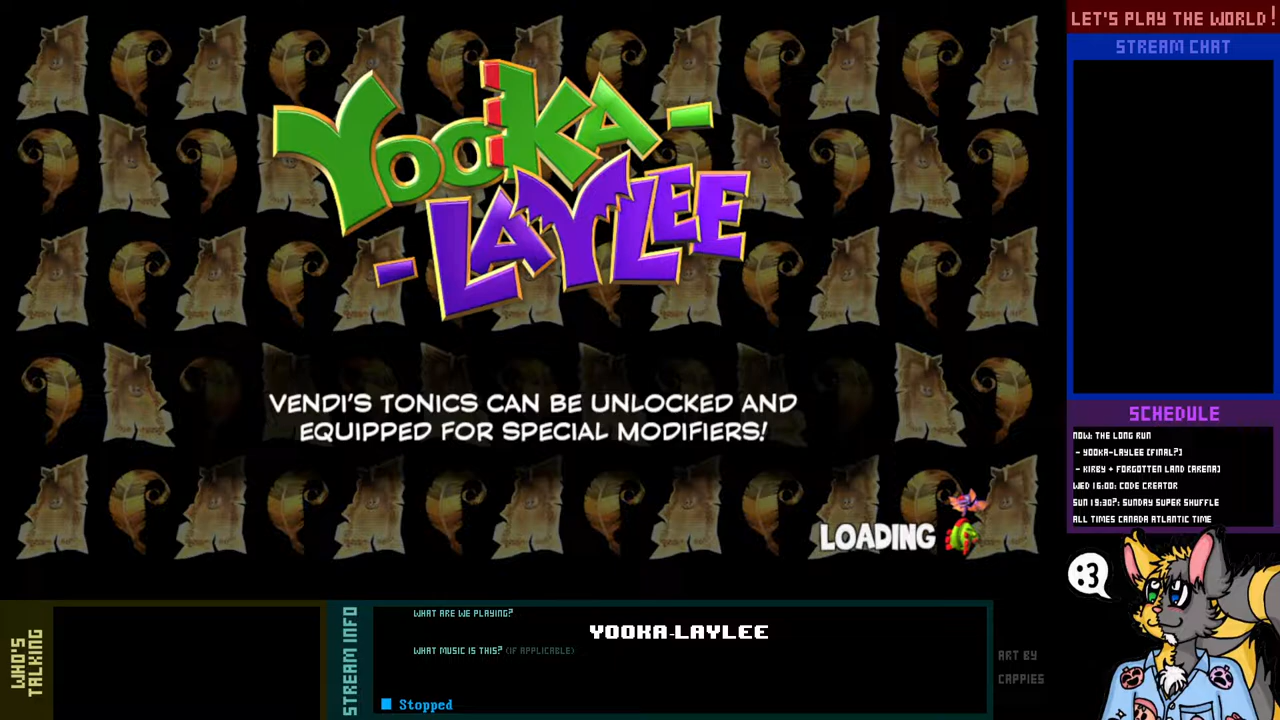 YOOKA-
-LAYLEE
VENDI'S TONICS CAN BE UNLOCKED AND
EQUIPPED FOR SPECIAL MODIFIERS!
LOADING
LET'S PLAY THE WORLD!
STREAM CHAT
SCHEDULE
NOW: THE LONG RUN
- YOOKA-LAYLEE [FINAL?]
- KIRBY + FORGOTTEN LAND [ARENA]
WED 16:00: CODE CREATOR
SUN 19:30?: SUNDAY SUPER SHUFFLE
ALL TIMES CANADA ATLANTIC TIME
:3
WHO'S
TALKING
STREAM INFO
WHAT ARE WE PLAYING?
YOOKA-LAYLEE
WHAT MUSIC IS THIS? (IF APPLICABLE)
Stopped
ART BY
CAPPIES